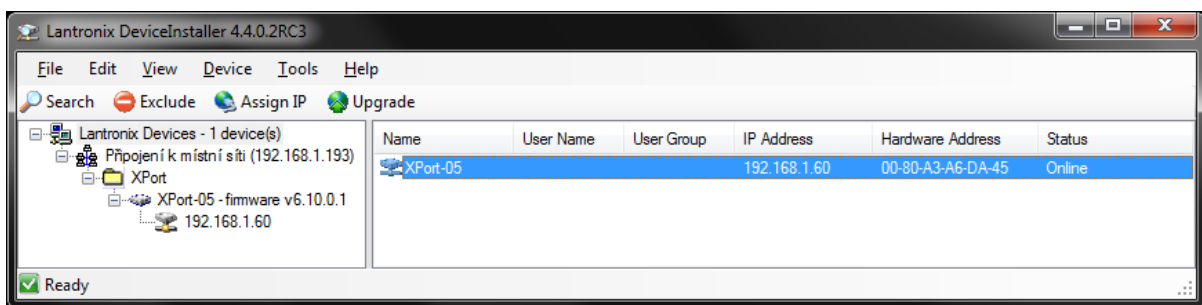 Lantronix DeviceInstaller 4.4.0.2RC3
File Edit View Device Tools Help
Search Exclude Assign IP Upgrade
Lantronix Devices - 1 device(s)
Připojení k místní síti (192.168.1.193)
XPort
XPort-05 - firmware v6.10.0.1
192.168.1.60
Name User Name User Group IP Address Hardware Address Status
XPort-05 192.168.1.60 00-80-A3-A6-DA-45 Online
Ready